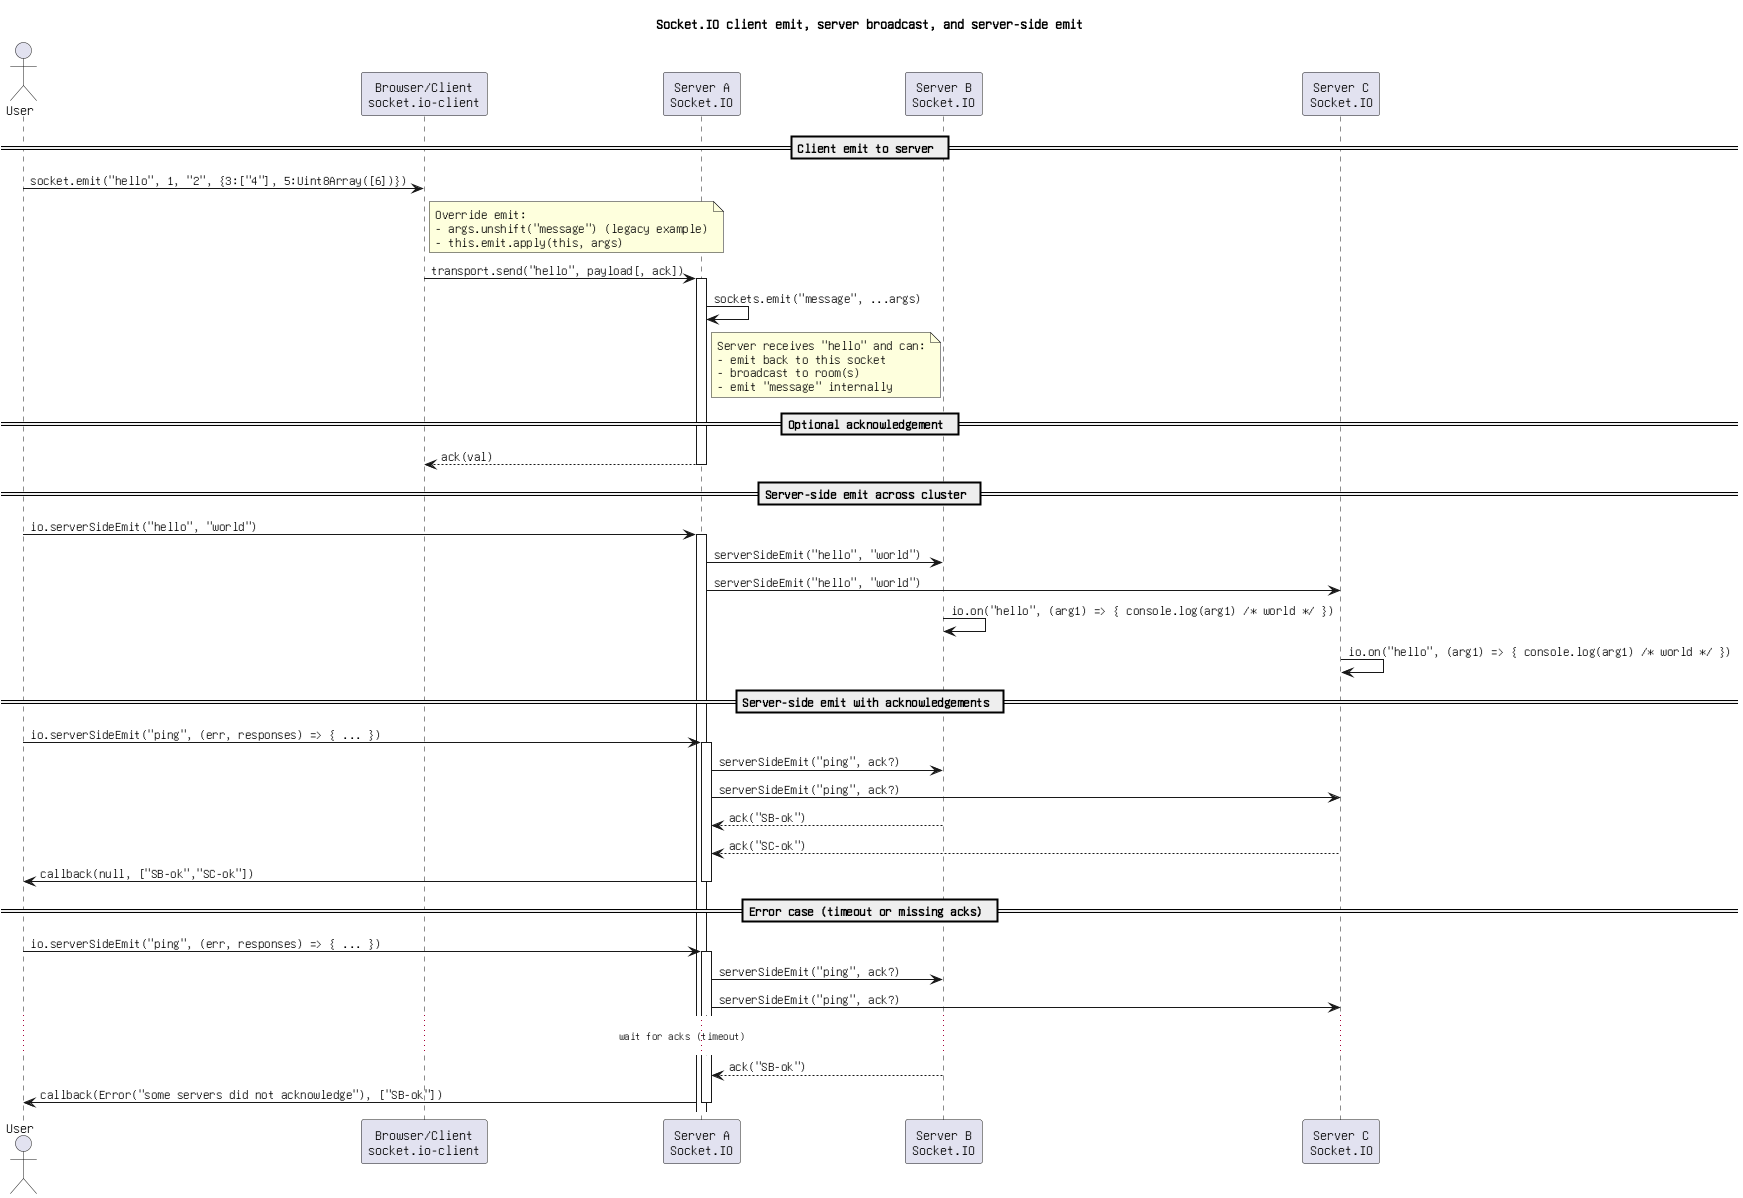 Socket.IO client emit, server broadcast, and server-side emit
User
Browser/Client
socket.io-client
Server A
Socket.IO
Server B
Socket.IO
Server C
Socket.IO
Client emit to server
socket.emit("hello", 1, "2", {3:["4"], 5:Uint8Array([6])})
Override emit:
- args.unshift("message") (legacy example)
- this.emit.apply(this, args)
transport.send("hello", payload[, ack])
sockets.emit("message", ...args)
Server receives "hello" and can:
- emit back to this socket
- broadcast to room(s)
- emit "message" internally
Optional acknowledgement
ack(val)
Server-side emit across cluster
io.serverSideEmit("hello", "world")
serverSideEmit("hello", "world")
serverSideEmit("hello", "world")
io.on("hello", (arg1) => { console.log(arg1) /* world */ })
io.on("hello", (arg1) => { console.log(arg1) /* world */ })
Server-side emit with acknowledgements
io.serverSideEmit("ping", (err, responses) => { ... })
serverSideEmit("ping", ack?)
serverSideEmit("ping", ack?)
ack("SB-ok")
ack("SC-ok")
callback(null, ["SB-ok","SC-ok"])
Error case (timeout or missing acks)
io.serverSideEmit("ping", (err, responses) => { ... })
serverSideEmit("ping", ack?)
serverSideEmit("ping", ack?)
wait for acks (timeout)
ack("SB-ok")
callback(Error("some servers did not acknowledge"), ["SB-ok"])
User
Browser/Client
socket.io-client
Server A
Socket.IO
Server B
Socket.IO
Server C
Socket.IO